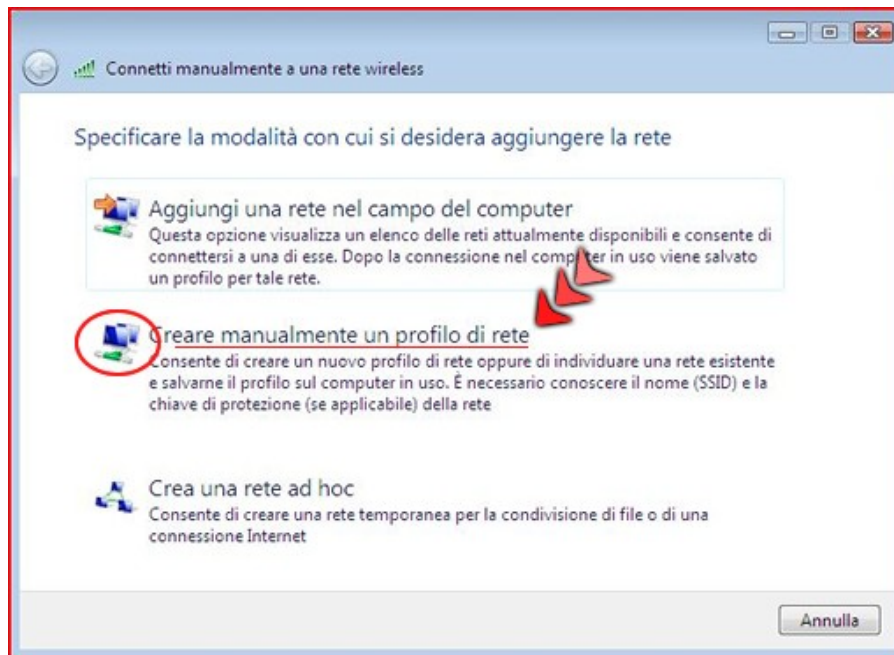 Connetti manualmente a una rete wireless
Specificare la modalità con cui si desidera aggiungere la rete
Aggiungi una rete nel campo del computer
Questa opzione visualizza un elenco delle reti attualmente disponibili e consente di
connettersi a una di esse. Dopo la connessione nel computer in uso viene salvato
un profilo per tale rete.
Creare manualmente un profilo di rete
Consente di creare un nuovo profilo di rete oppure di individuare una rete esistente
e salvarne il profilo sul computer in uso. È necessario conoscere il nome (SSID) e la
chiave di protezione (se applicabile) della rete
Crea una rete ad hoc
Consente di creare una rete temporanea per la condivisione di file o di una
connessione Internet
Annulla